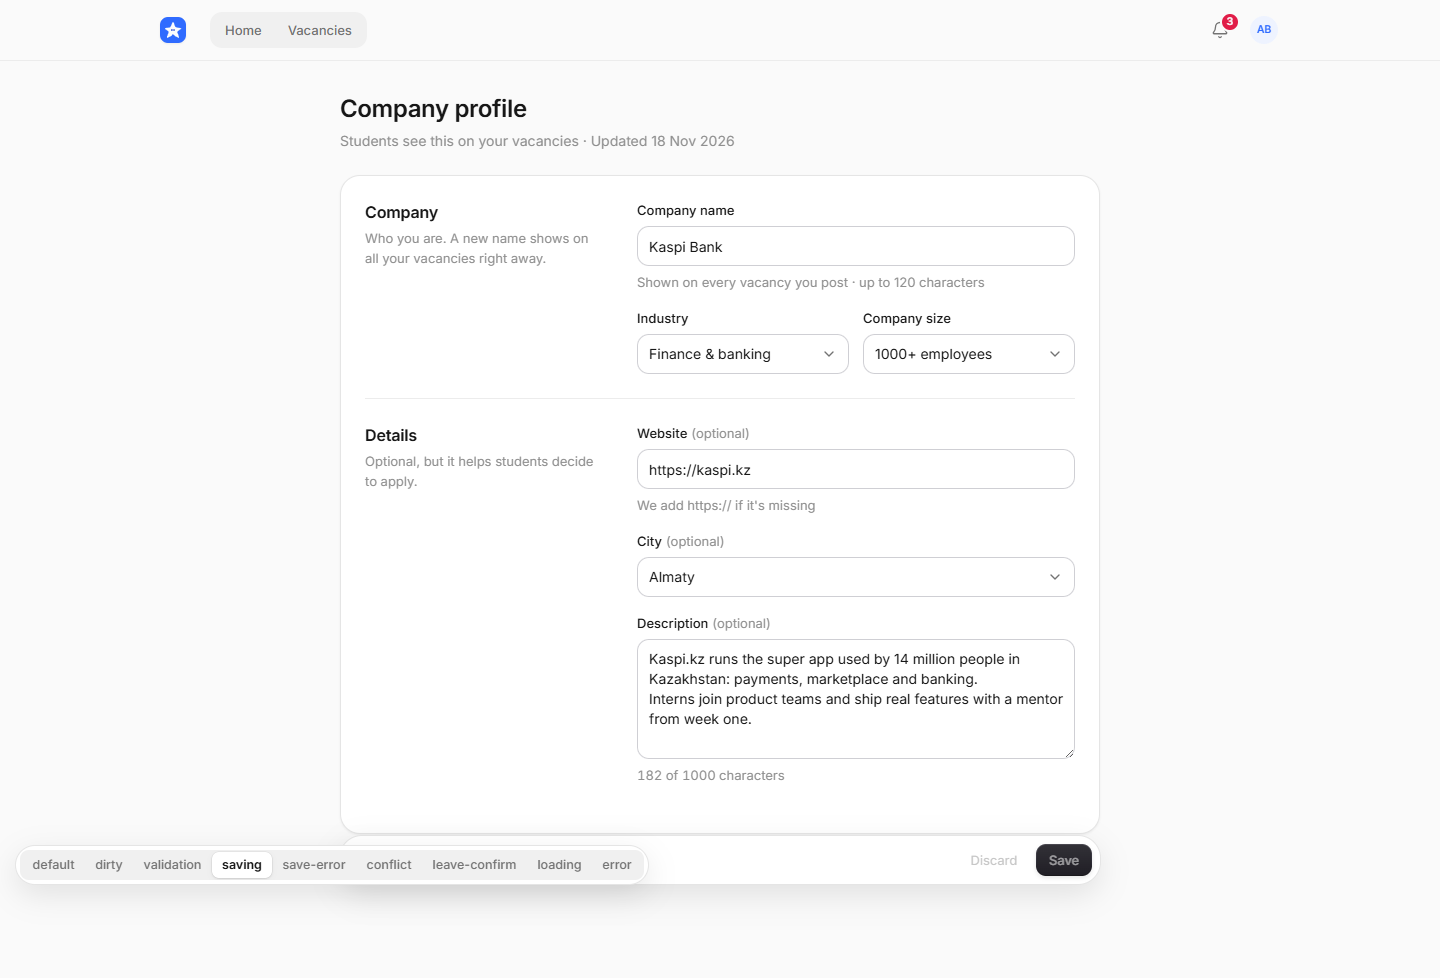 Home
Vacancies
3
AB
Company profile
Students see this on your vacancies · Updated 18 Nov 2026
Company
Who you are. A new name shows on
all your vacancies right away.
Company name
Kaspi Bank
Shown on every vacancy you post · up to 120 characters
Industry
Company size
Finance & banking
1000+ employees
Details
Optional, but it helps students decide
to apply.
Website (optional)
https://kaspi.kz
We add https:// if it's missing
City (optional)
Almaty
Description (optional)
Kaspi.kz runs the super app used by 14 million people in
Kazakhstan: payments, marketplace and banking.
Interns join product teams and ship real features with a mentor
from week one.
182 of 1000 characters
default
dirty
validation
saving
save-error
conflict
leave-confirm
loading
error
Discard
Save